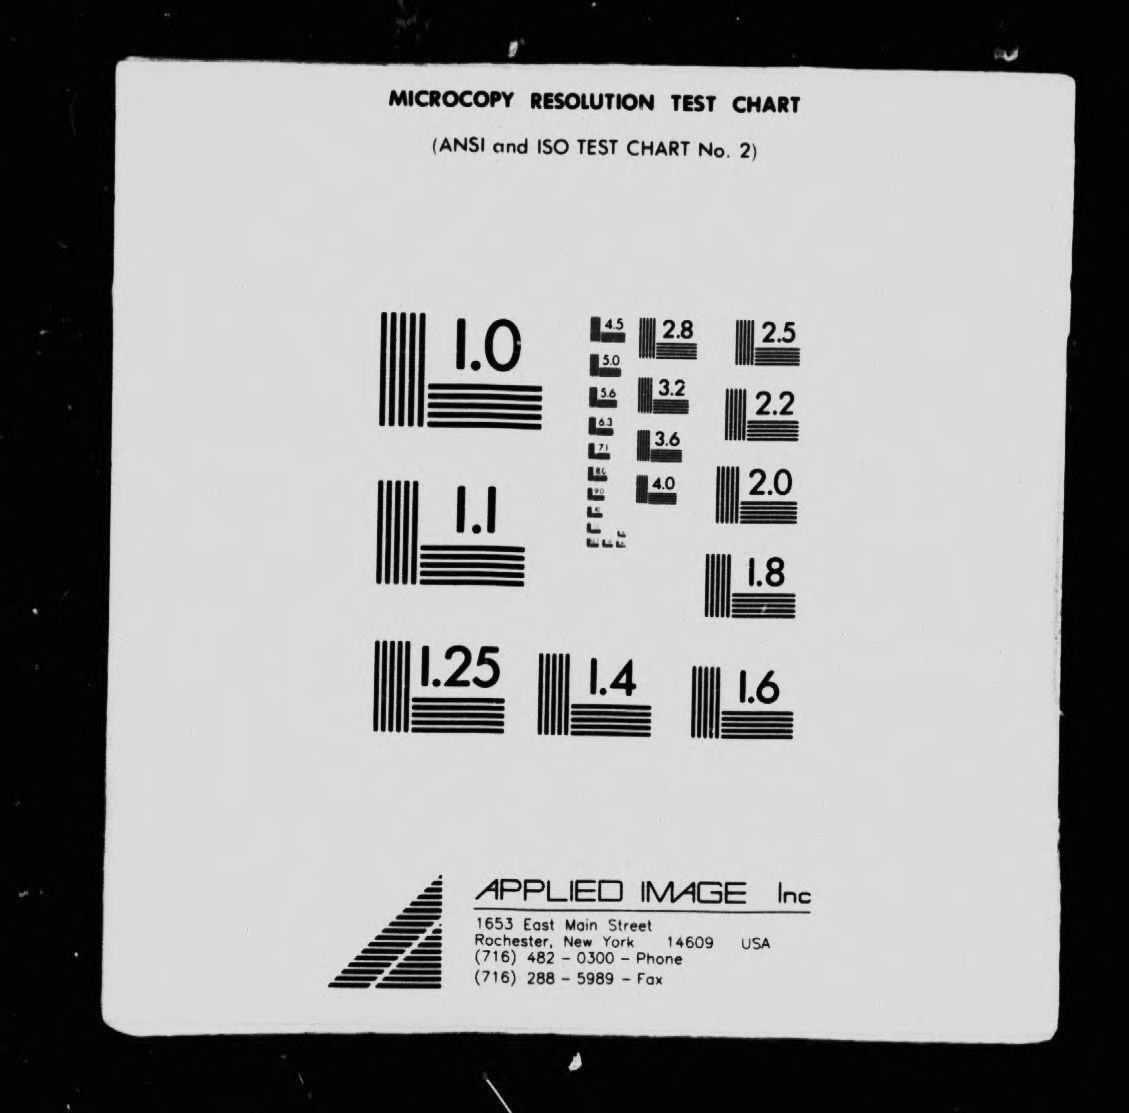 MICROCOPY RESOLUTION TEST CHART
(ANSI and ISO TEST CHART No. 2)
1.0
1.1
1.25
1.4
1.6
1.8
2.0
2.2
2.5
2.8
3.2
3.6
4.0
4.5
5.0
5.6
6.3
7.1
APPLIED IMAGE Inc
1653 East Main Street
Rochester, New York 14609 USA
(716) 482 - 0300 - Phone
(716) 288 - 5989 - Fax